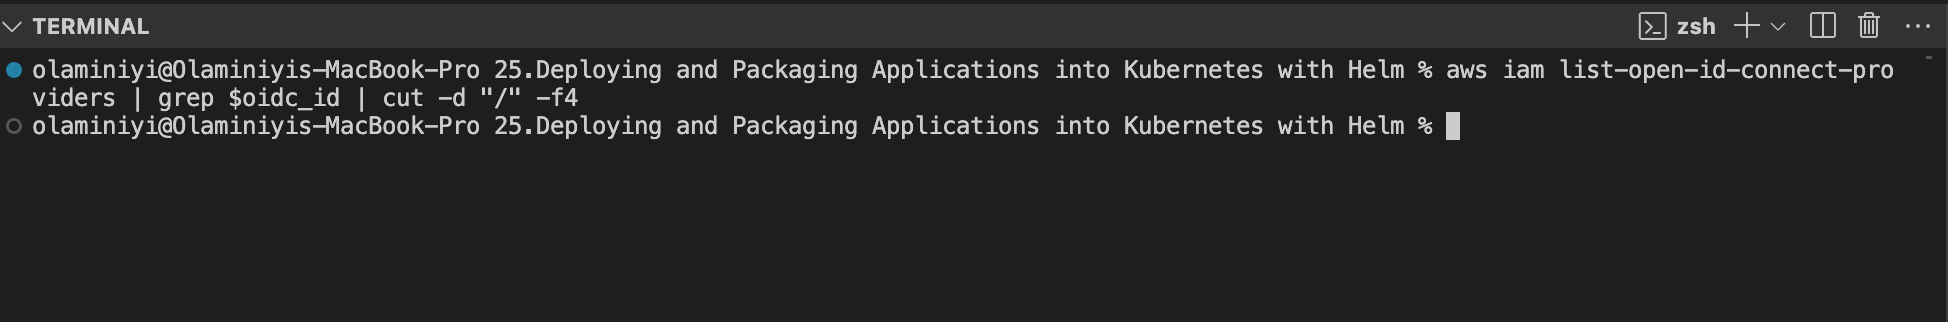 TERMINAL
zsh
olaminiyi@Olaminiyis-MacBook-Pro 25.Deploying and Packaging Applications into Kubernetes with Helm % aws iam list-open-id-connect-pro
viders | grep $oidc_id | cut -d "/" -f4
olaminiyi@Olaminiyis-MacBook-Pro 25.Deploying and Packaging Applications into Kubernetes with Helm %